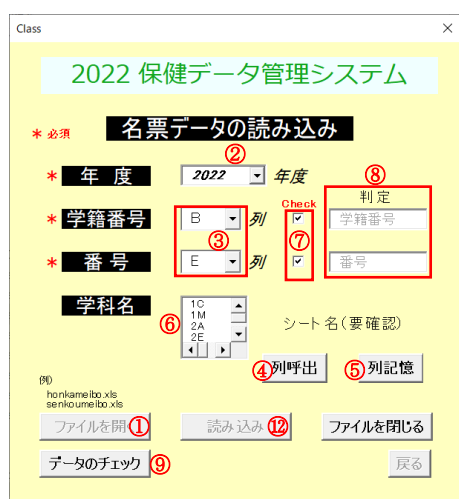 Class
2022 保健データ管理システム
* 必須 名票データの読み込み
②
* 年 度 2022 年度 ⑧
Check 判 定
* 学籍番号 B 列 学籍番号
③ ⑦
* 番 号 E 列 番号
学科名 1C
1M
⑥ 2A シート名(要確認)
2E
④列呼出 ⑤列記憶
(例)
honkameibo.xls
senkoumeibo.xls
ファイルを開く① 読み込み⑫ ファイルを閉じる
データのチェック⑨ 戻る